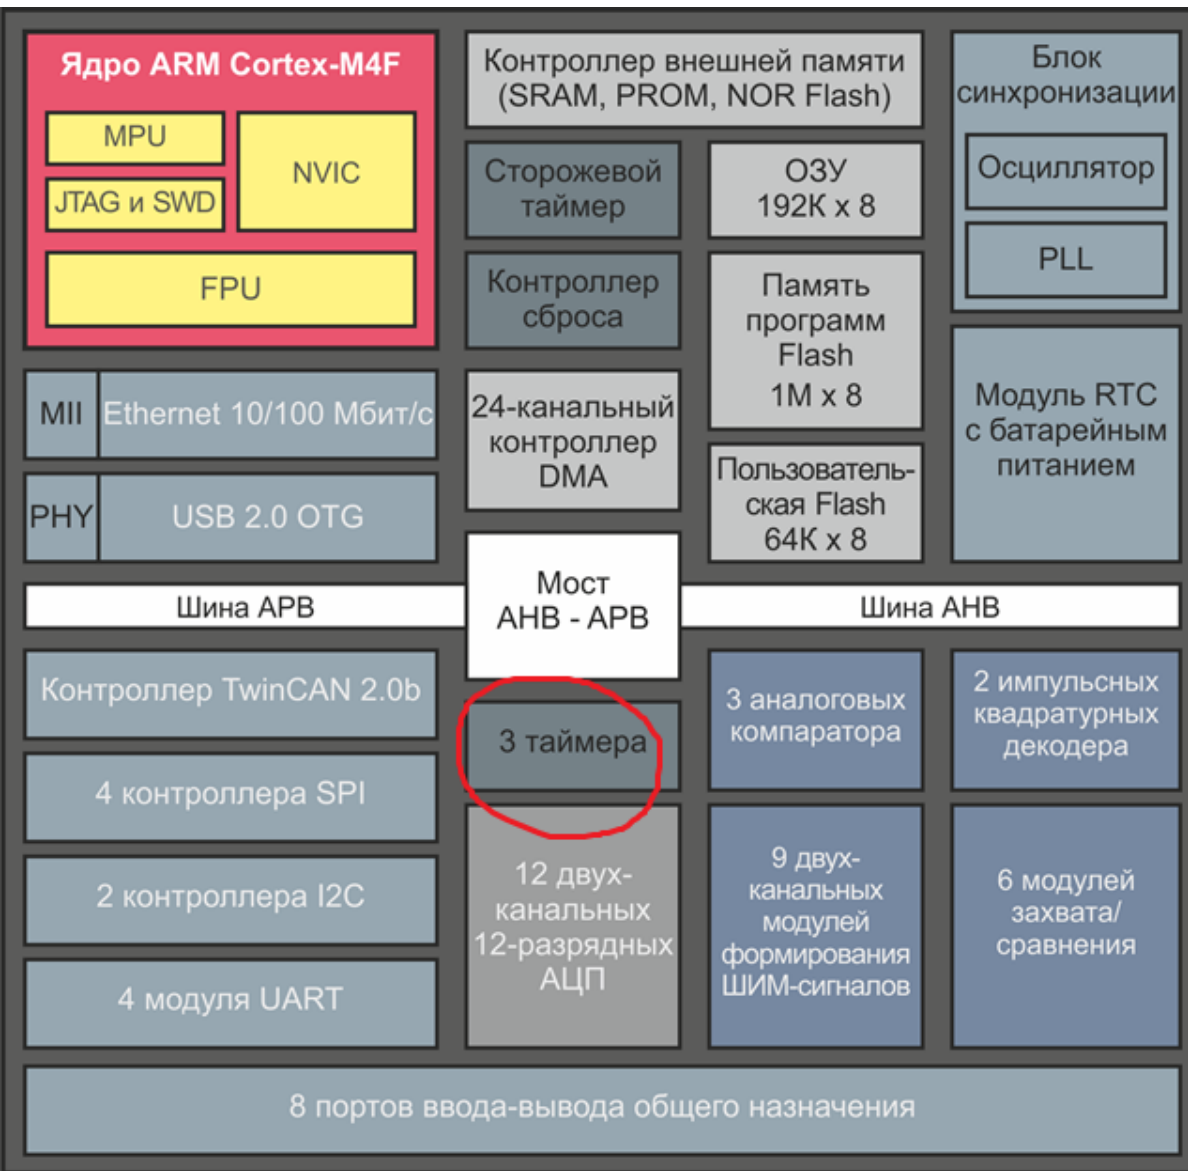 Ядро ARM Cortex-M4F
MPU
JTAG и SWD
NVIC
FPU
Контроллер внешней памяти
(SRAM, PROM, NOR Flash)
Блок
синхронизации
Осциллятор
PLL
Сторожевой
таймер
ОЗУ
192К x 8
Контроллер
сброса
Память
программ
Flash
1М x 8
MII
Ethernet 10/100 Мбит/с
24-канальный
контроллер
DMA
Модуль RTC
с батарейным
питанием
PHY
USB 2.0 OTG
Пользователь-
ская Flash
64К x 8
Шина APB
Мост
AHB - APB
Шина AHB
Контроллер TwinCAN 2.0b
4 контроллера SPI
2 контроллера I2C
4 модуля UART
3 таймера
12 двух-
канальных
12-разрядных
АЦП
3 аналоговых
компаратора
9 двух-
канальных
модулей
формирования
ШИМ-сигналов
2 импульсных
квадратурных
декодера
6 модулей
захвата/
сравнения
8 портов ввода-вывода общего назначения